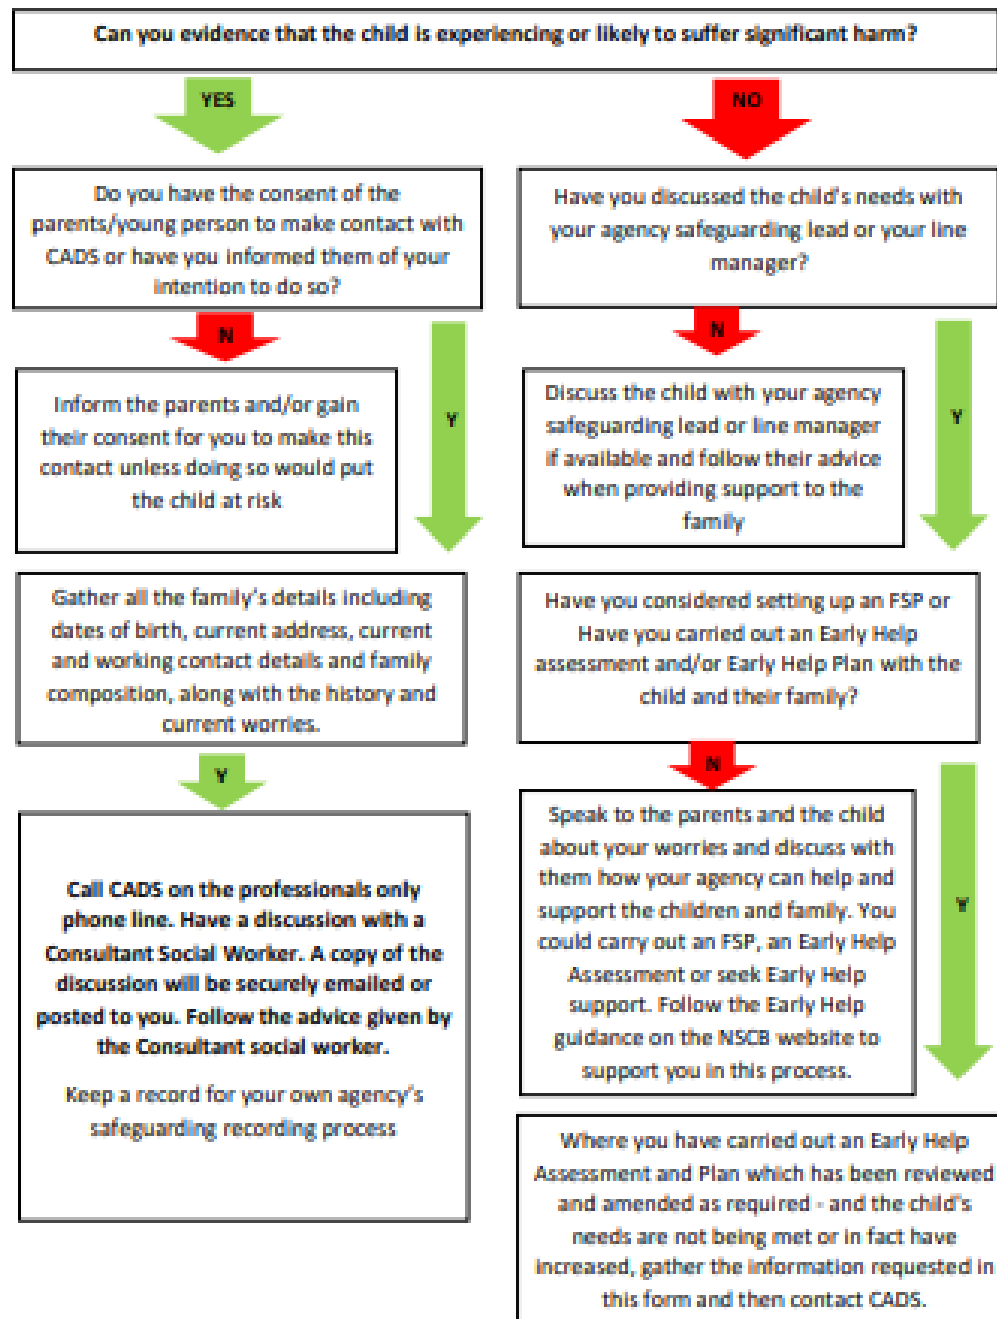 Can you evidence that the child is experiencing or likely to suffer significant harm?
YES
NO
Do you have the consent of the
parents/young person to make contact with
CADS or have you informed them of your
intention to do so?
Have you discussed the child's needs with
your agency safeguarding lead or your line
manager?
N
Y
N
Y
Inform the parents and/or gain
their consent for you to make this
contact unless doing so would put
the child at risk
Discuss the child with your agency
safeguarding lead or line manager
if available and follow their advice
when providing support to the
family
Gather all the family's details including
dates of birth, current address, current
and working contact details and family
composition, along with the history and
current worries.
Have you considered setting up an FSP or
Have you carried out an Early Help
assessment and/or Early Help Plan with the
child and their family?
Y
N
Y
Call CADS on the professionals only
phone line. Have a discussion with a
Consultant Social Worker. A copy of the
discussion will be securely emailed or
posted to you. Follow the advice given by
the Consultant social worker.
Keep a record for your own agency's
safeguarding recording process
Speak to the parents and the child
about your worries and discuss with
them how your agency can help and
support the children and family. You
could carry out an FSP, an Early Help
Assessment or seek Early Help
support. Follow the Early Help
guidance on the NSCB website to
support you in this process.
Where you have carried out an Early Help
Assessment and Plan which has been reviewed
and amended as required - and the child's
needs are not being met or in fact have
increased, gather the information requested in
this form and then contact CADS.